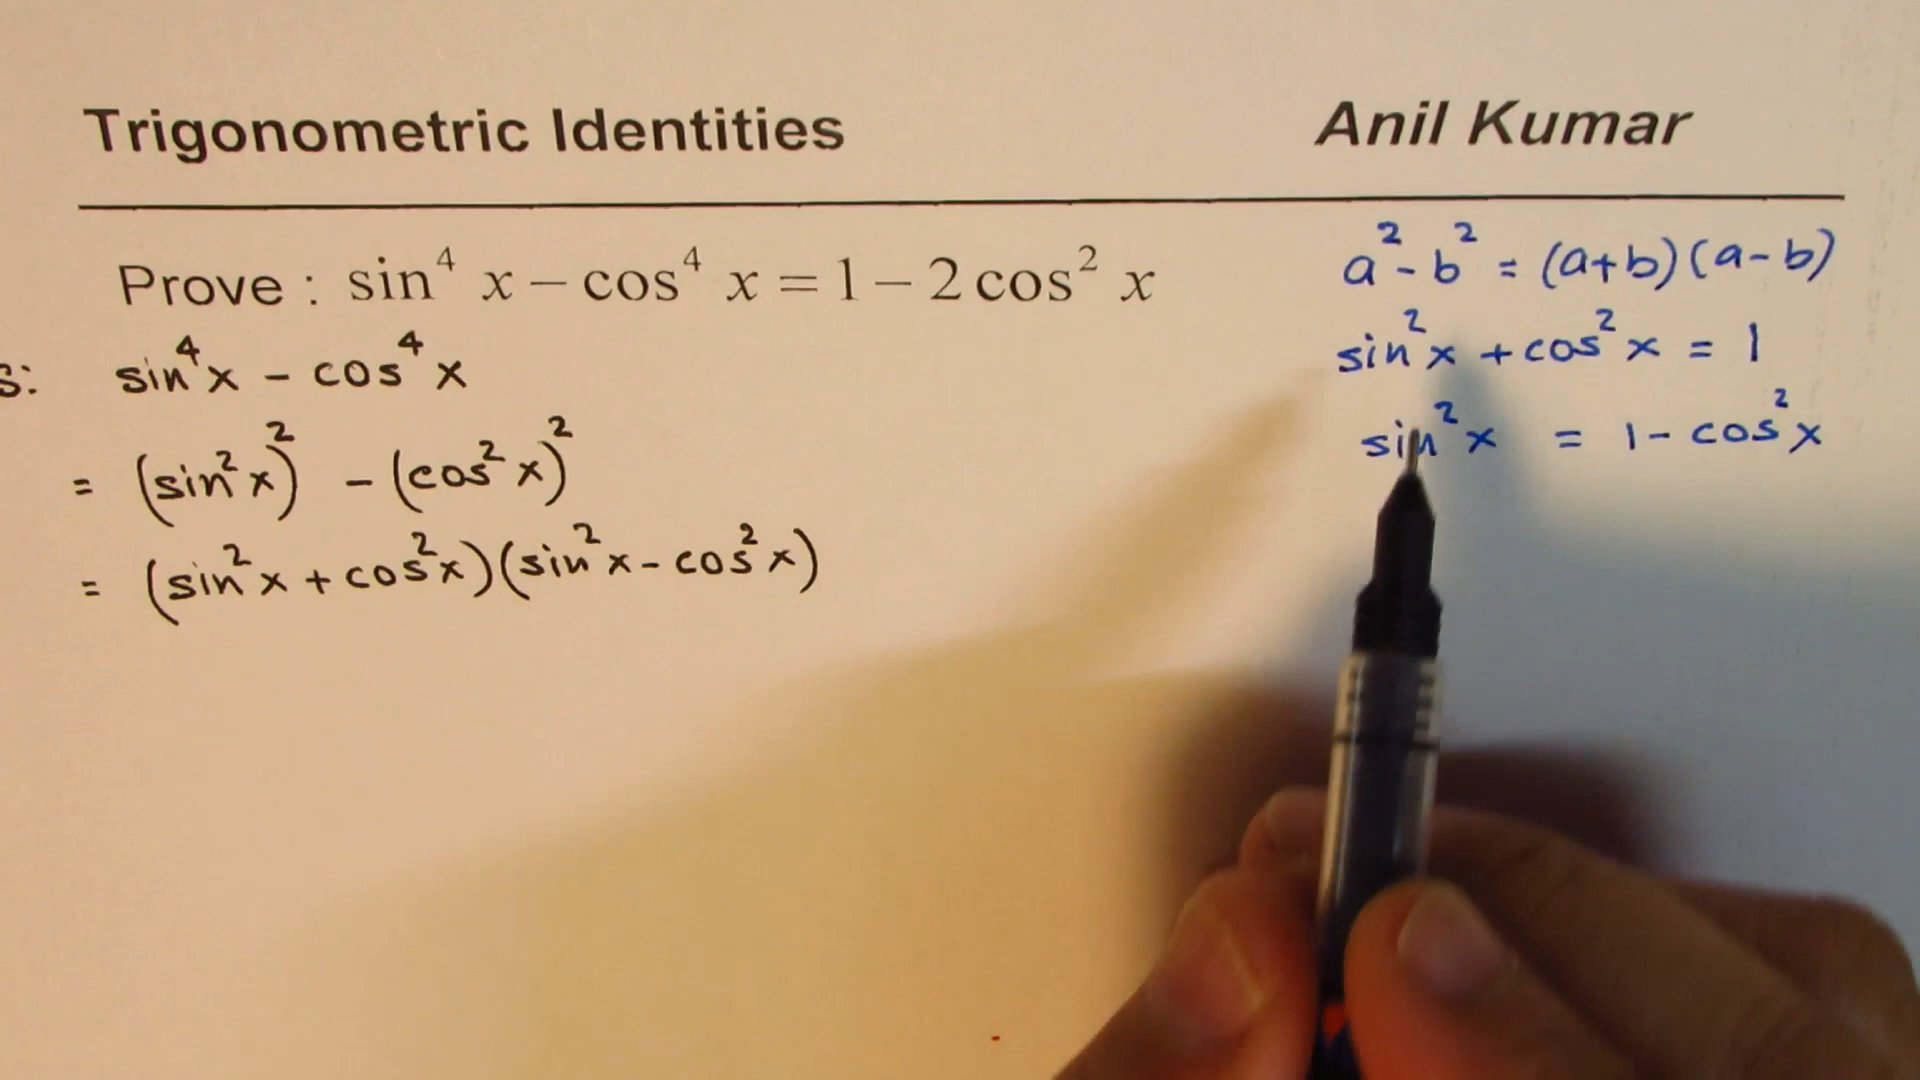 Trigonometric Identities Anil Kumar
Prove : sin⁴ x − cos⁴ x = 1 − 2 cos² x
a² - b² = (a+b)(a-b)
sin²x + cos²x = 1
sin²x = 1 - cos²x
S: sin⁴x - cos⁴x
= (sin²x)² - (cos²x)²
= (sin²x + cos²x)(sin²x - cos²x)